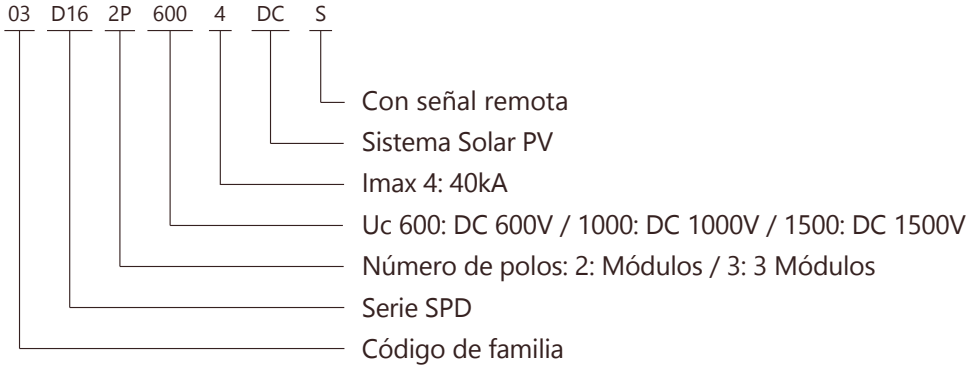 03 D16 2P 600 4 DC S
Con señal remota
Sistema Solar PV
Imax 4: 40kA
Uc 600: DC 600V / 1000: DC 1000V / 1500: DC 1500V
Número de polos: 2: Módulos / 3: 3 Módulos
Serie SPD
Código de familia